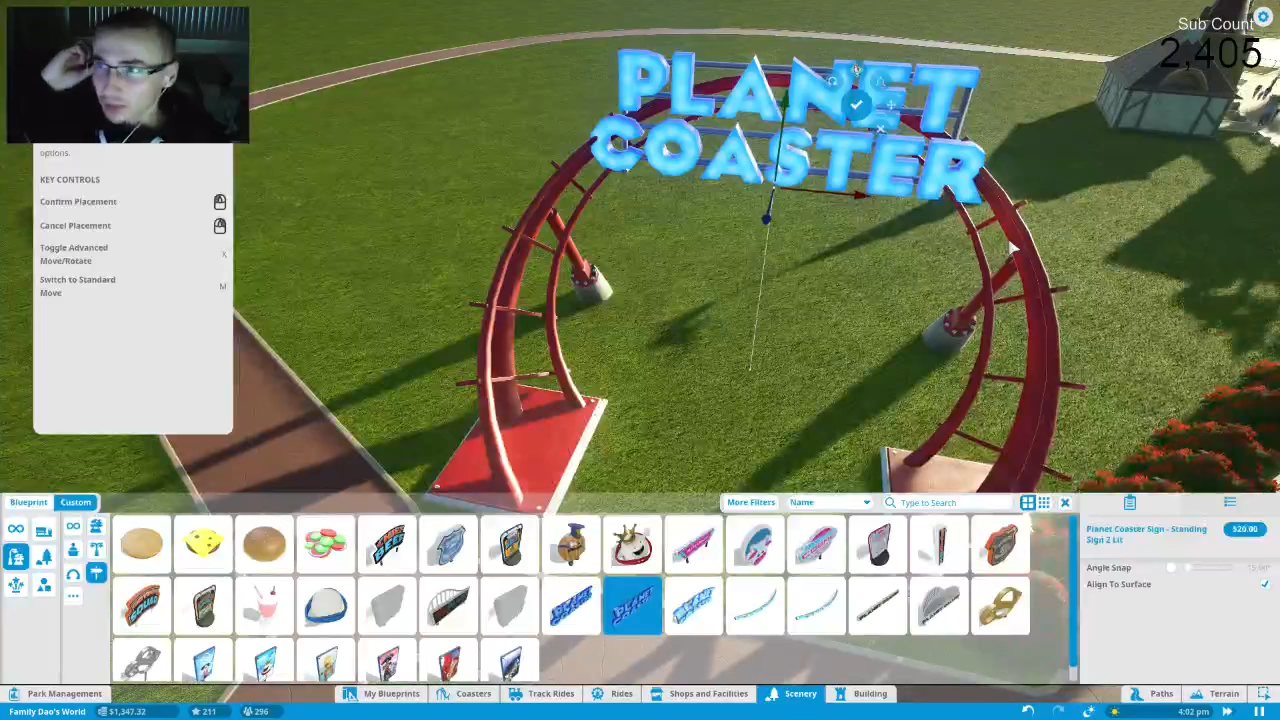 Sub Count
2,405
PLANET
COASTER
options.
KEY CONTROLS
Confirm Placement
Cancel Placement
Toggle Advanced
Move/Rotate
X
Switch to Standard
Move
M
Blueprint
Custom
More Filters
Name
Type to Search
Planet Coaster Sign - Standing
Sign 2 Lit
$20.00
Angle Snap
15.00°
Align To Surface
Park Management
My Blueprints
Coasters
Track Rides
Rides
Shops and Facilities
Scenery
Building
Paths
Terrain
Family Dao's World
$1,347.32
211
296
4:02 pm